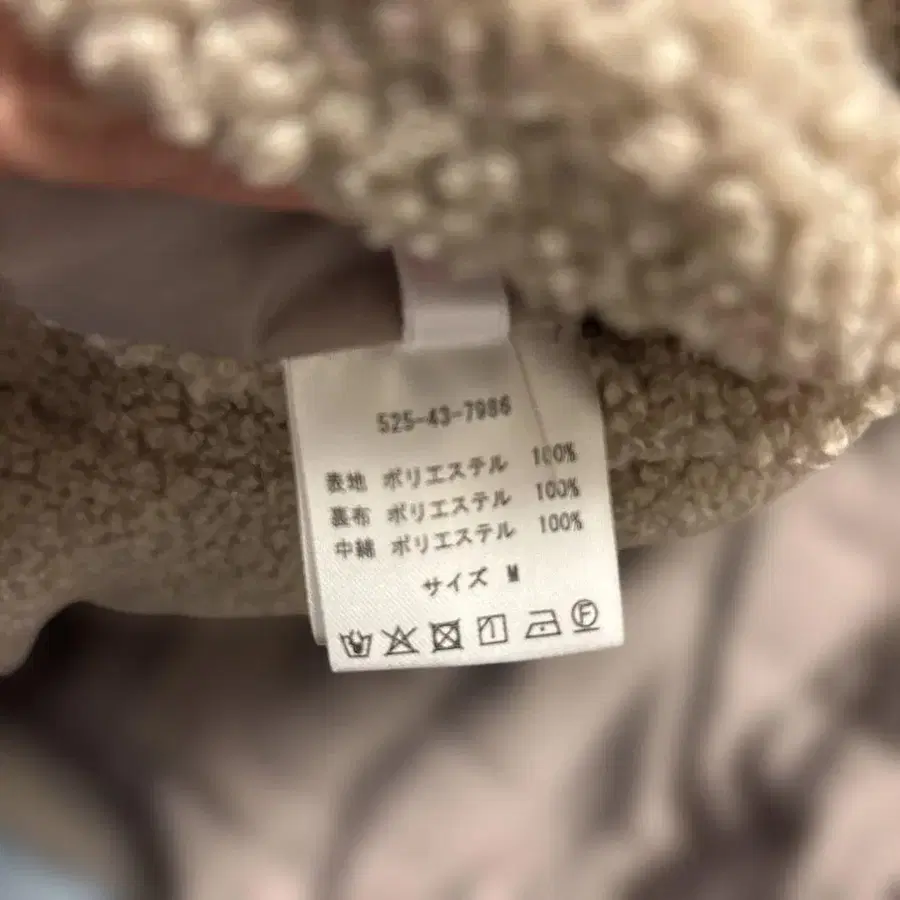 525-43-7986
表地 ポリエステル 100%
裏布 ポリエステル 100%
中綿 ポリエステル 100%
サイズ M
F